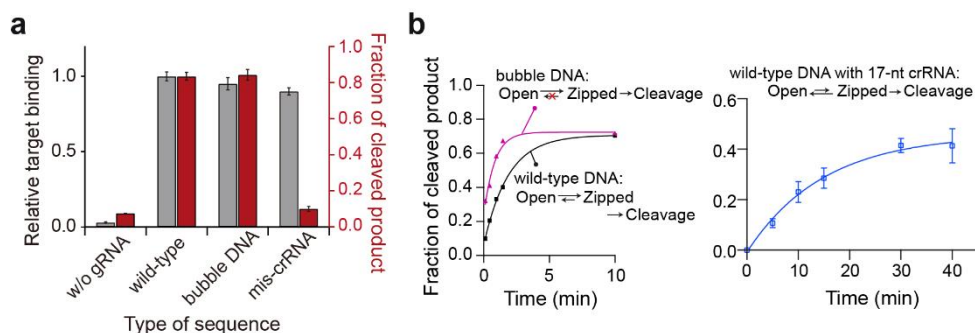 a
Relative target binding
1.0
0.5
0.0
1.0
0.8
0.6
0.4
0.2
0.0
Fraction of cleaved product
w/o gRNA
wild-type
bubble DNA
mis-crRNA
Type of sequence
b
Fraction of cleaved product
1.0
0.8
0.6
0.4
0.2
0.0
0
5
10
Time (min)
bubble DNA:
Open ⇌ Zipped → Cleavage
wild-type DNA:
Open ⇌ Zipped
→ Cleavage
wild-type DNA with 17-nt crRNA:
Open ⇌ Zipped → Cleavage
0.6
0.4
0.2
0.0
0
10
20
30
40
Time (min)